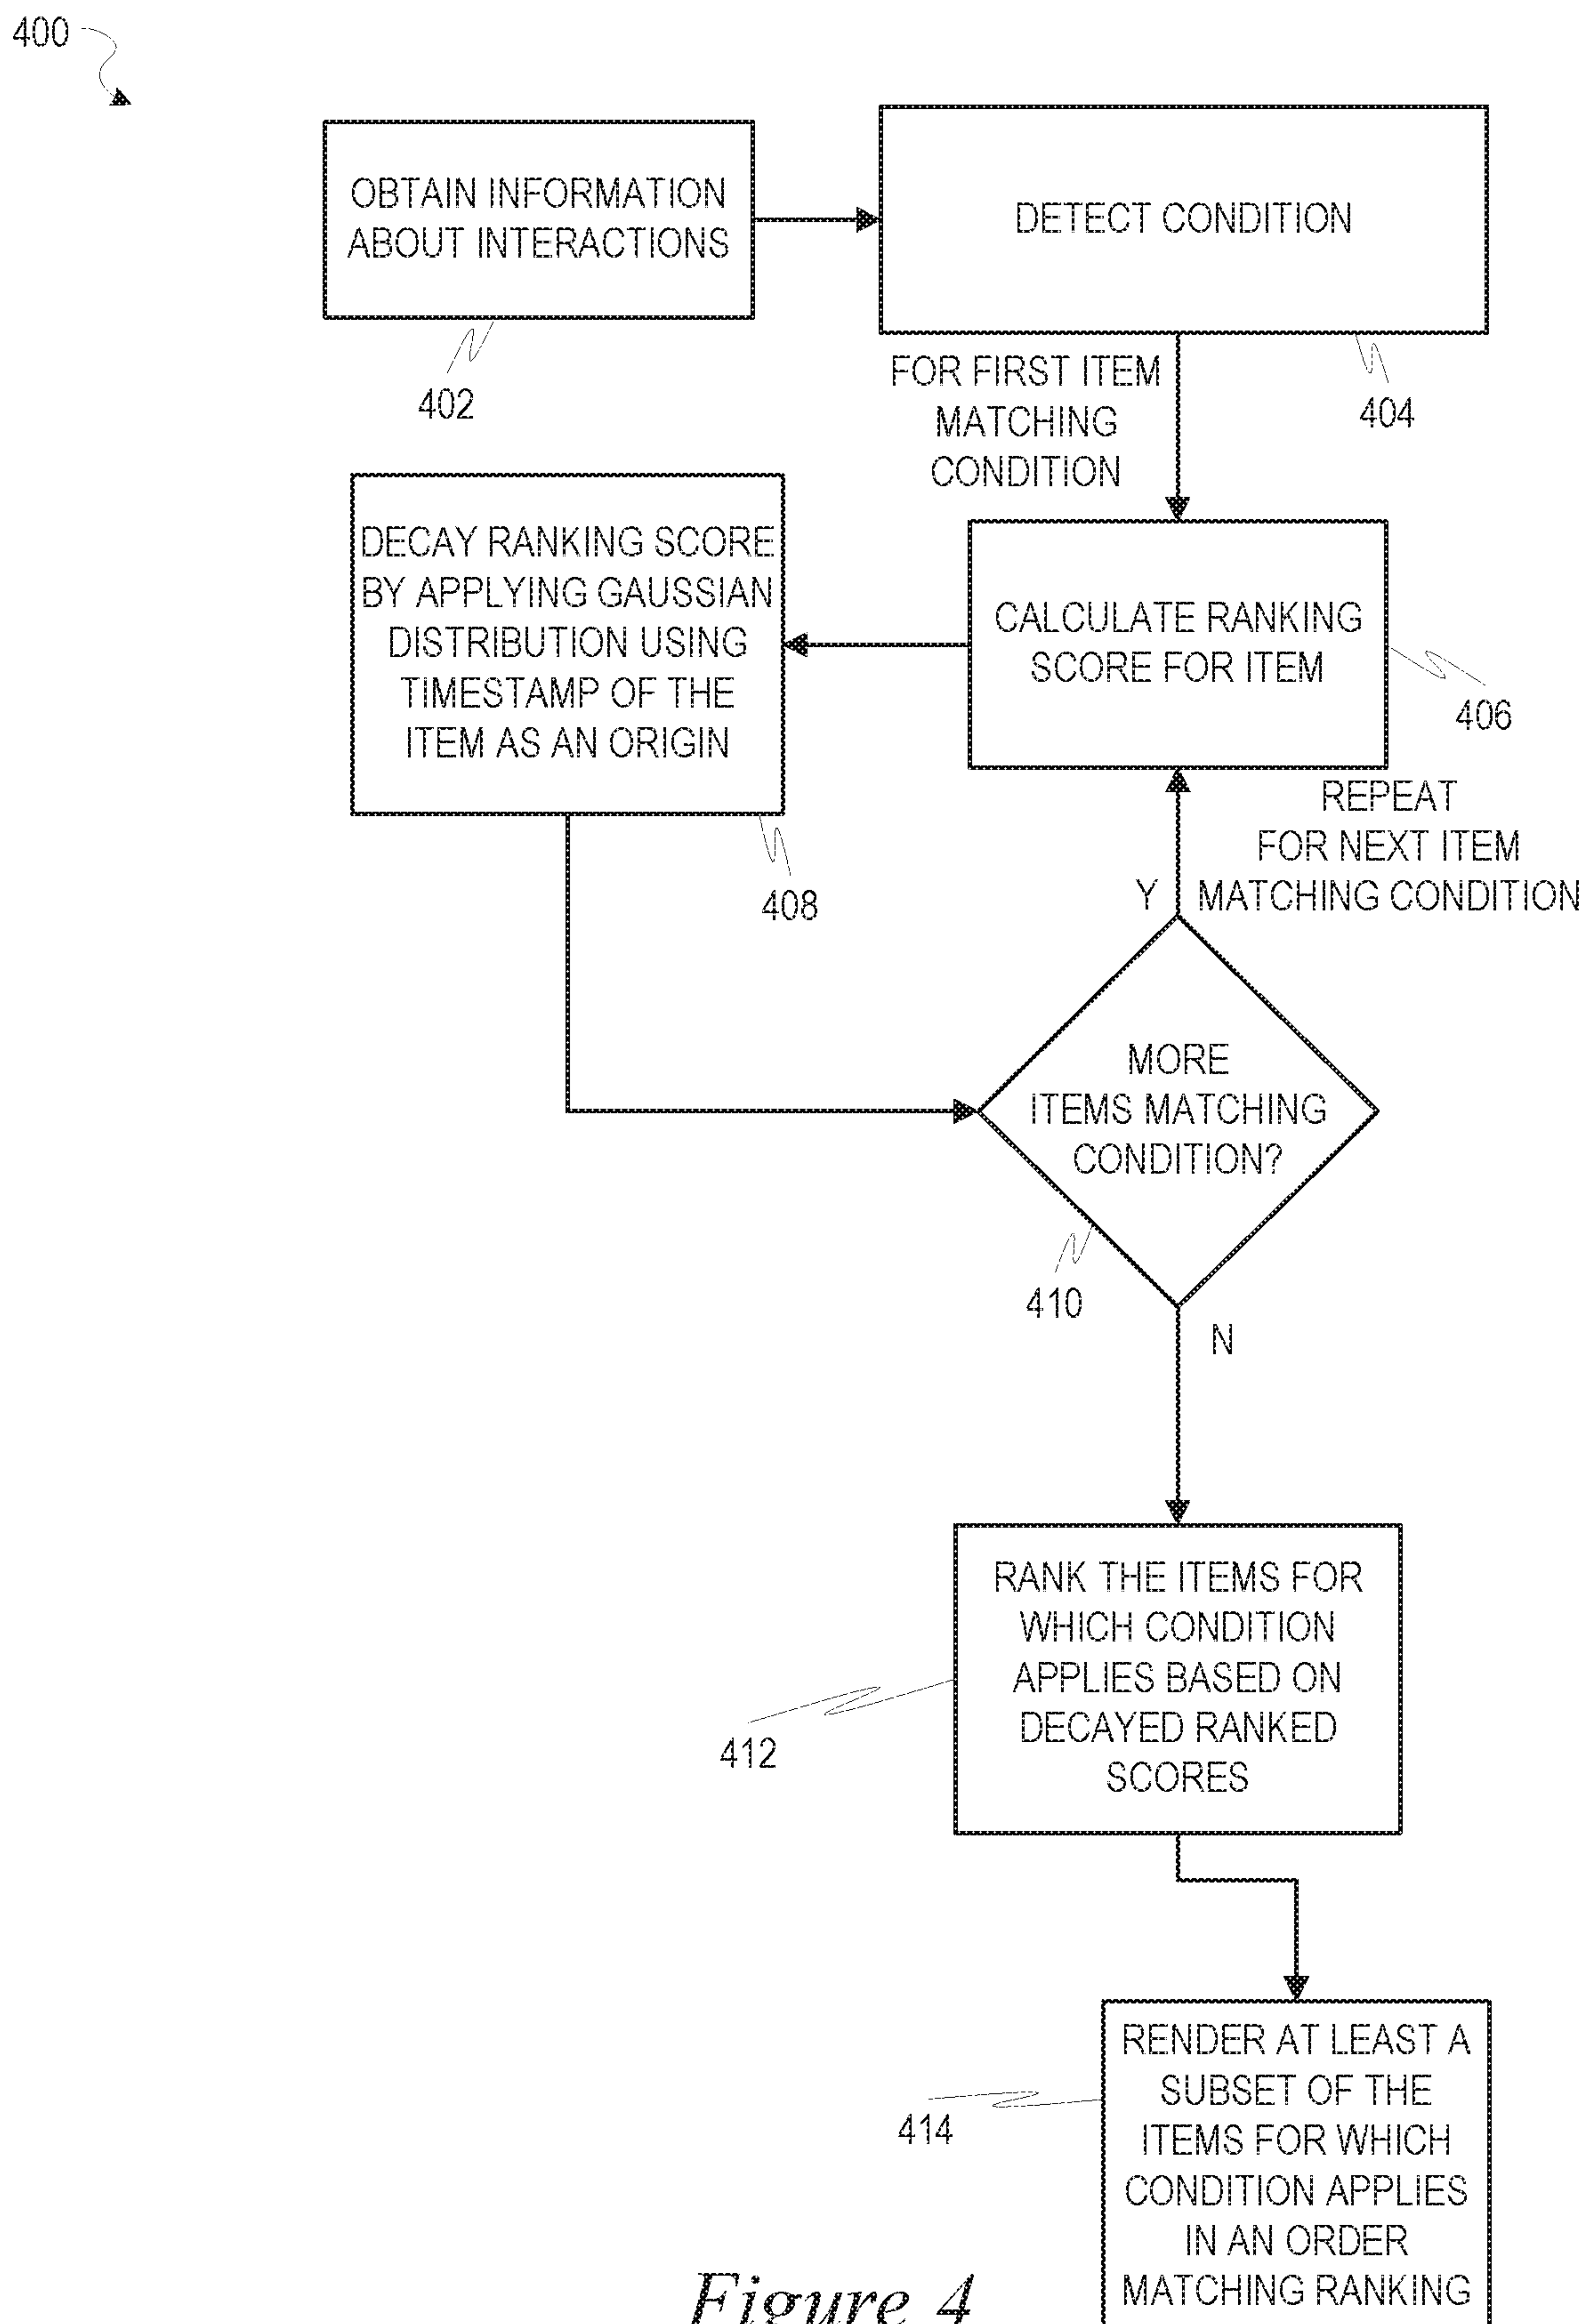 400
OBTAIN INFORMATION
ABOUT INTERACTIONS
402
DETECT CONDITION
404
FOR FIRST ITEM
MATCHING
CONDITION
CALCULATE RANKING
SCORE FOR ITEM
406
DECAY RANKING SCORE
BY APPLYING GAUSSIAN
DISTRIBUTION USING
TIMESTAMP OF THE
ITEM AS AN ORIGIN
408
REPEAT
FOR NEXT ITEM
MATCHING CONDITION
Y
MORE
ITEMS MATCHING
CONDITION?
410
N
RANK THE ITEMS FOR
WHICH CONDITION
APPLIES BASED ON
DECAYED RANKED
SCORES
412
RENDER AT LEAST A
SUBSET OF THE
ITEMS FOR WHICH
CONDITION APPLIES
IN AN ORDER
MATCHING RANKING
414
Figure 4